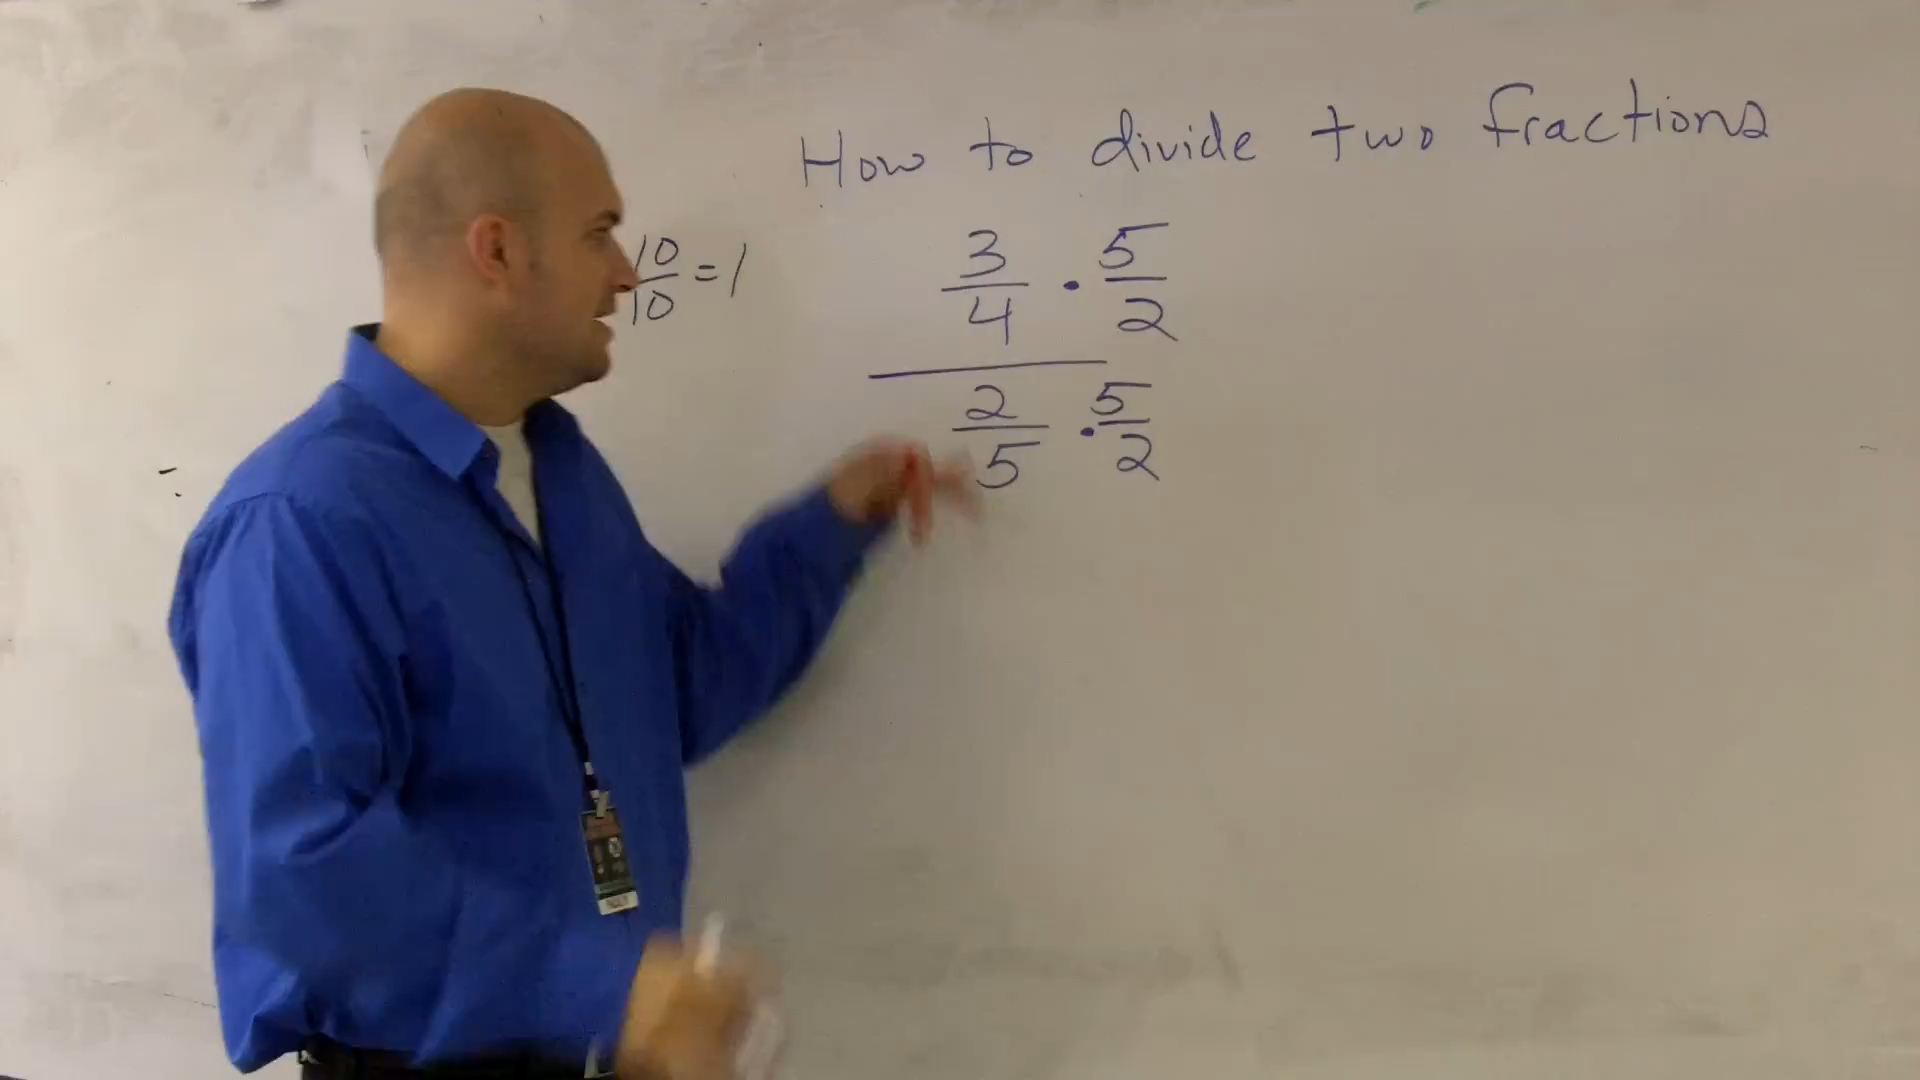 How to divide two fractions
10/10 = 1
3/4 · 5/2
2/5 · 5/2